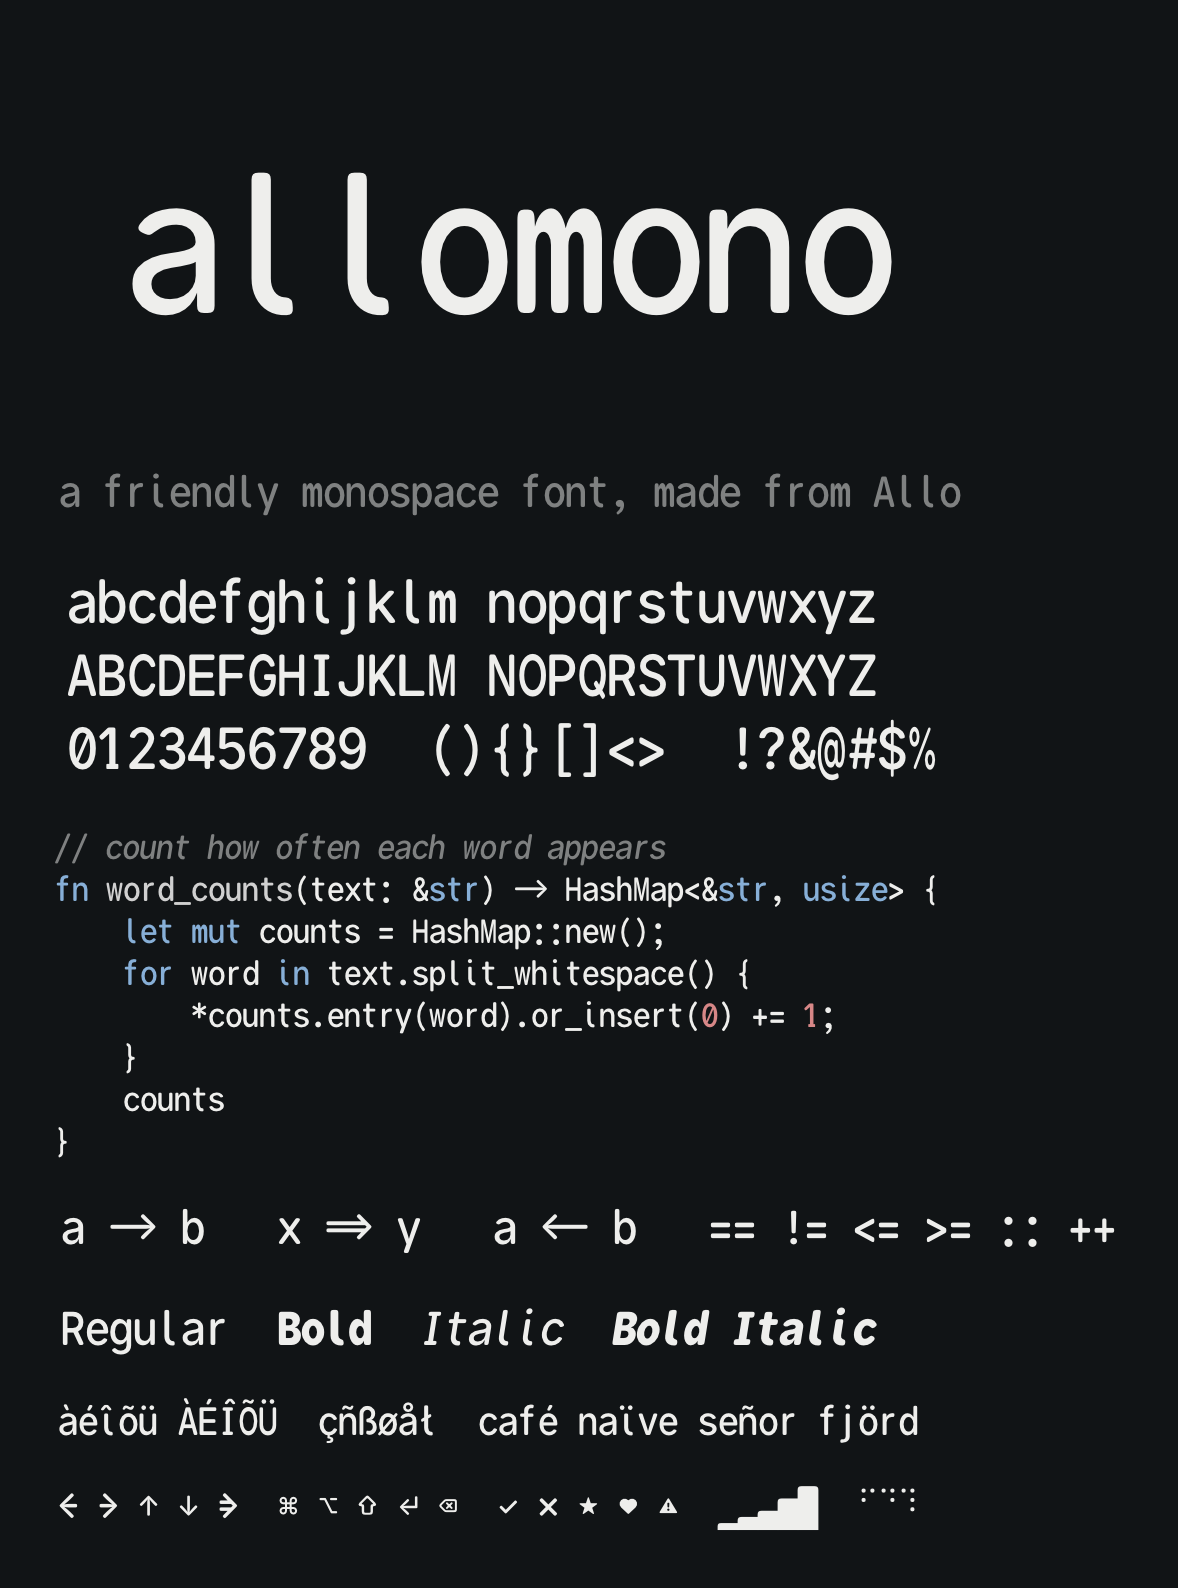 allomono
a friendly monospace font, made from Allo
abcdefghijklm nopqrstuvwxyz
ABCDEFGHIJKLM NOPQRSTUVWXYZ
0123456789  (){}[]<>  !?&@#$%
// count how often each word appears
fn word_counts(text: &str) -> HashMap<&str, usize> {
    let mut counts = HashMap::new();
    for word in text.split_whitespace() {
        *counts.entry(word).or_insert(0) += 1;
    }
    counts
}
a -> b   x => y   a <- b   == != <= >= :: ++
Regular  Bold  Italic  Bold Italic
àéîõü ÀÉÎÕÜ  çñßøåł  café naïve señor fjörd
← → ↑ ↓ ➔  ⌘ ⌥ ⇧ ↵ ⌫  ✓ ✕ ★ ♥ ⚠  ▁▂▃▅▇